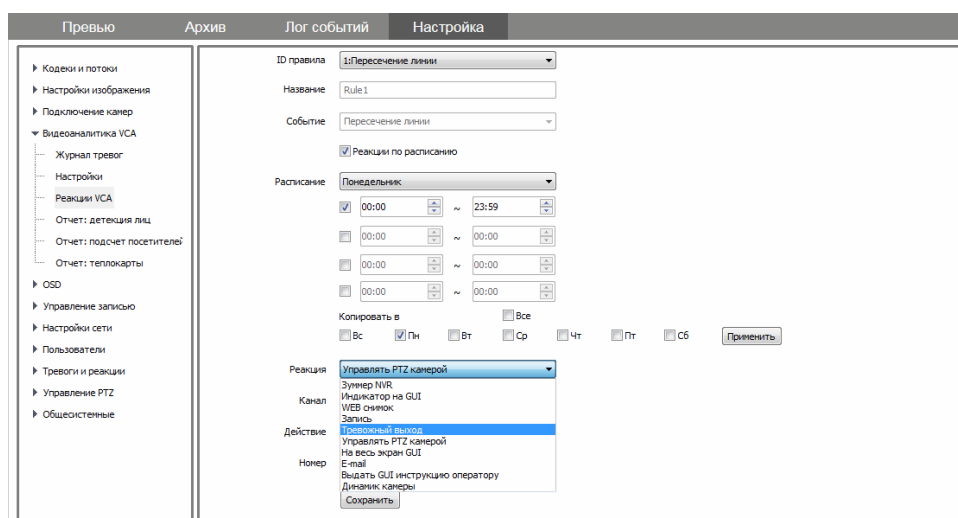 Превью Архив Лог событий Настройка
Кодеки и потоки
Настройки изображения
Подключение камер
Видеоаналитика VCA
Журнал тревог
Настройки
Реакции VCA
Отчет: детекция лиц
Отчет: подсчет посетителей
Отчет: теплокарты
OSD
Управление записью
Настройки сети
Пользователи
Тревоги и реакции
Управление PTZ
Общесистемные
ID правила 1:Пересечение линии
Название Rule1
Событие Пересечение линии
Реакции по расписанию
Расписание Понедельник
00:00 ~ 23:59
00:00 ~ 00:00
00:00 ~ 00:00
00:00 ~ 00:00
Копировать в Все
Вс Пн Вт Ср Чт Пт Сб Применить
Реакция Управлять PTZ камерой
Канал
Действие
Номер
Зуммер NVR
Индикатор на GUI
WEB снимок
Запись
Тревожный выход
Управлять PTZ камерой
На весь экран GUI
E-mail
Выдать GUI инструкцию оператору
Динамик камеры
Сохранить